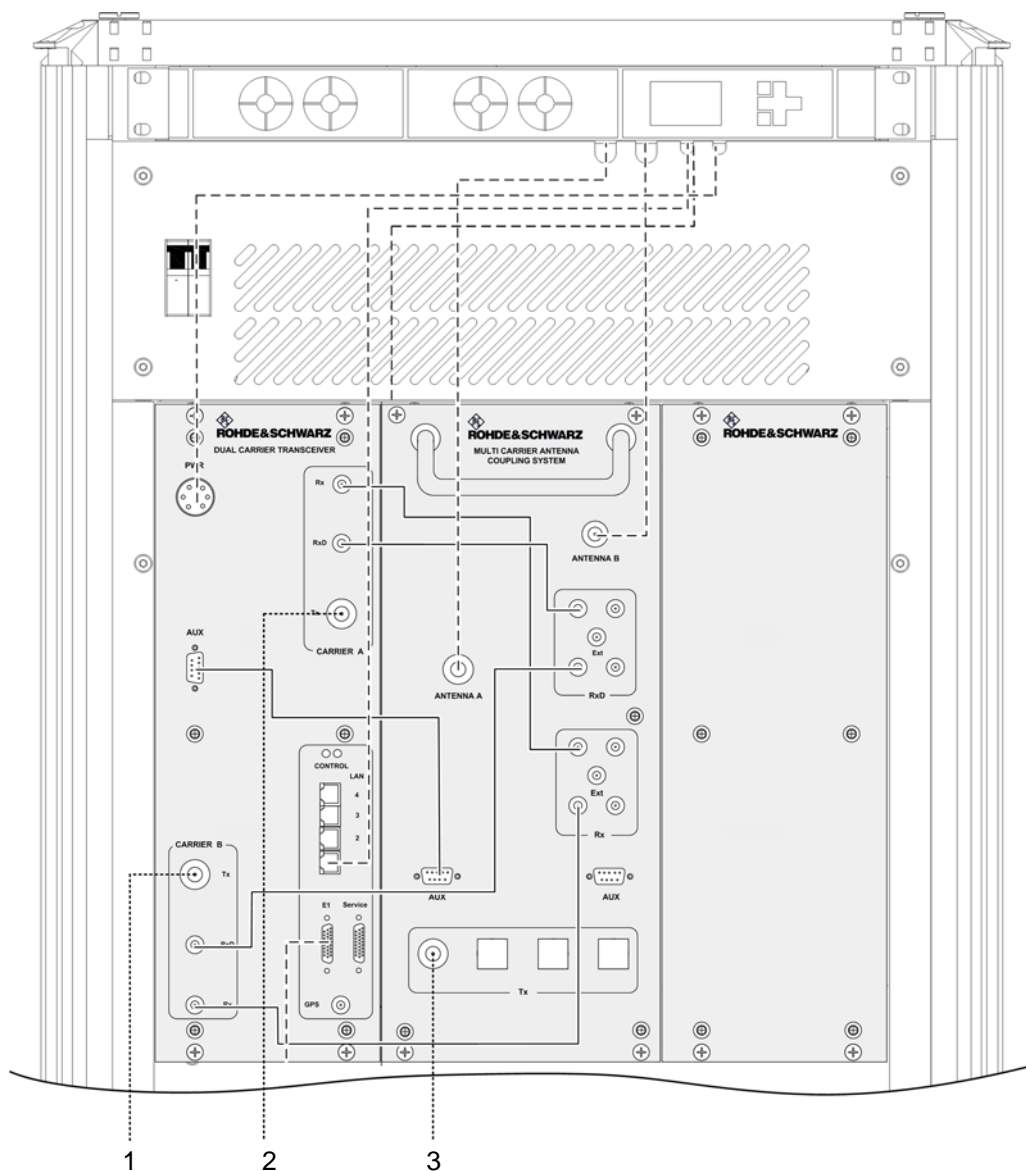 ROHDE&SCHWARZ
DUAL CARRIER TRANSCEIVER
PWR
Rx
RxD
Tx
CARRIER A
AUX
CONTROL
LAN
4
3
2
CARRIER B
Tx
RxD
Rx
E1
Service
GPS
ROHDE&SCHWARZ
MULTI CARRIER ANTENNA
COUPLING SYSTEM
ANTENNA B
Ext
RxD
ANTENNA A
Ext
Rx
AUX
AUX
Tx
ROHDE&SCHWARZ
1
2
3